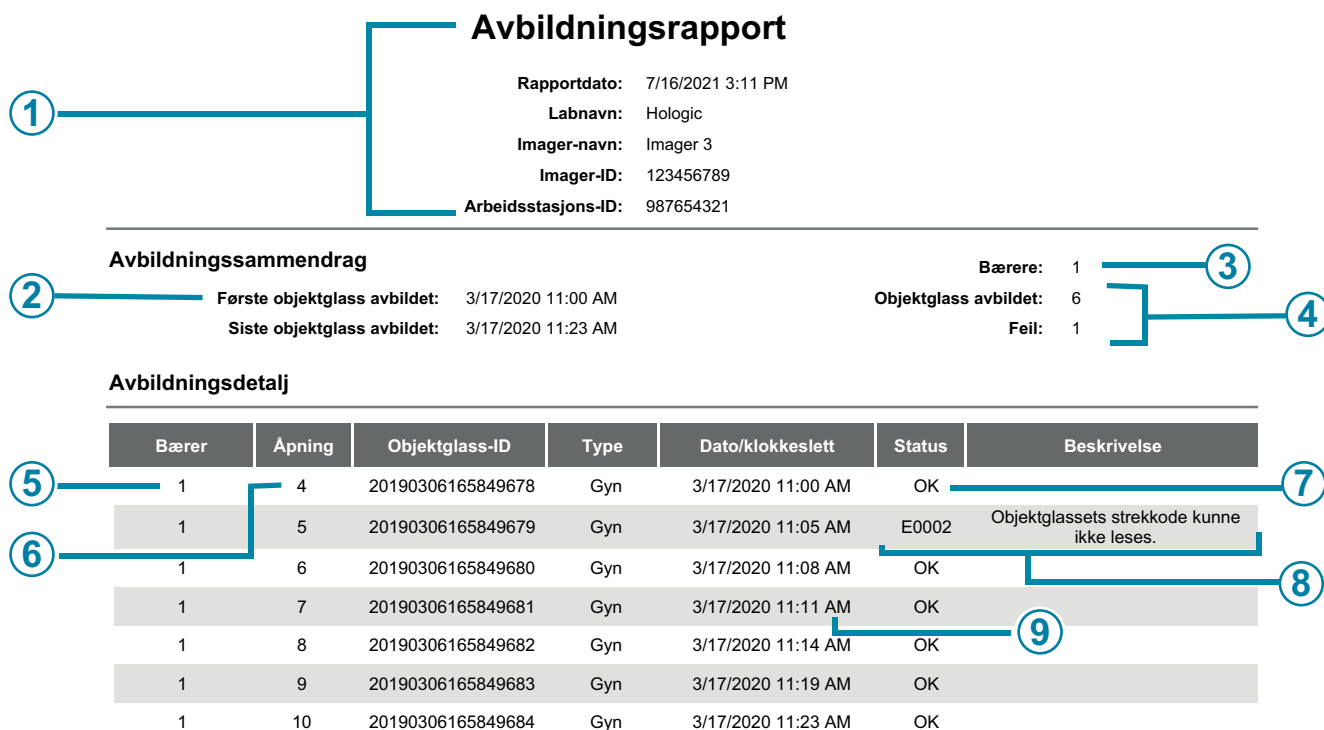 Avbildningsrapport
Rapportdato: 7/16/2021 3:11 PM
1
Labnavn: Hologic
Imager-navn: Imager 3
Imager-ID: 123456789
Arbeidsstasjons-ID: 987654321
Avbildningssammendrag
Bærere: 1
3
2
Første objektglass avbildet: 3/17/2020 11:00 AM
Objektglass avbildet: 6
4
Siste objektglass avbildet: 3/17/2020 11:23 AM
Feil: 1
Avbildningsdetalj
Bærer Åpning Objektglass-ID Type Dato/klokkeslett Status Beskrivelse
5
1 4 20190306165849678 Gyn 3/17/2020 11:00 AM OK
7
1 5 20190306165849679 Gyn 3/17/2020 11:05 AM E0002 Objektglassets strekkode kunne
ikke leses.
6
1 6 20190306165849680 Gyn 3/17/2020 11:08 AM OK
8
1 7 20190306165849681 Gyn 3/17/2020 11:11 AM OK
9
1 8 20190306165849682 Gyn 3/17/2020 11:14 AM OK
1 9 20190306165849683 Gyn 3/17/2020 11:19 AM OK
1 10 20190306165849684 Gyn 3/17/2020 11:23 AM OK